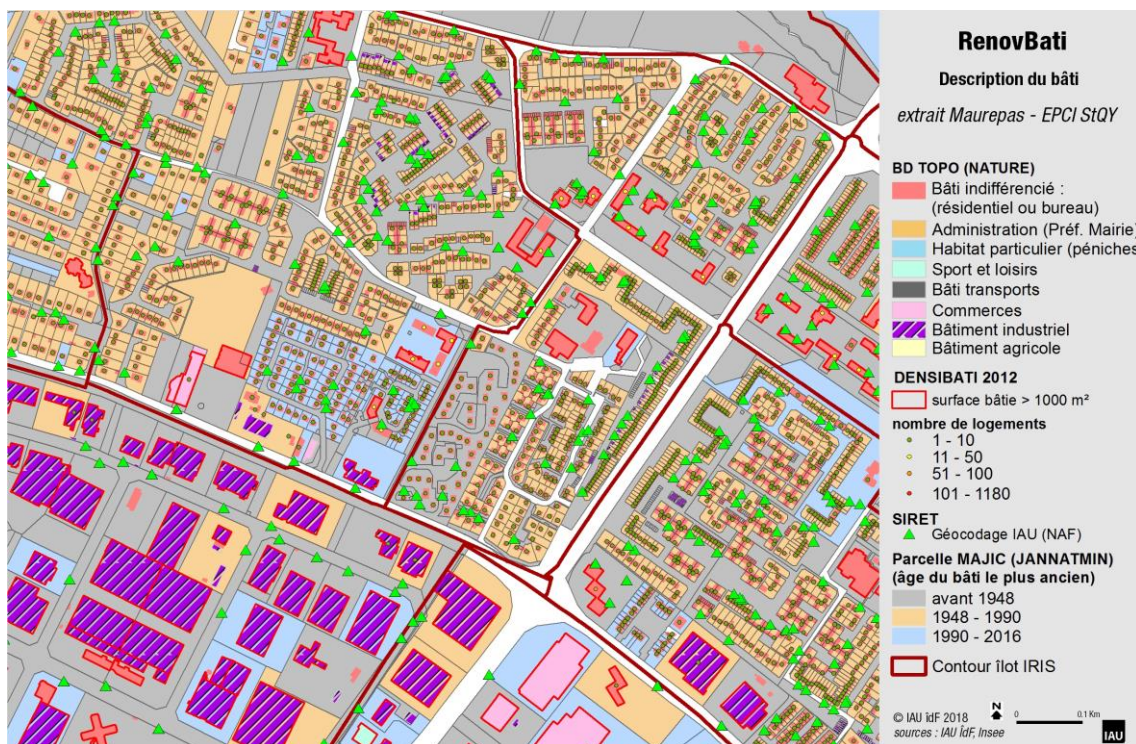 RenovBati
Description du bâti
extrait Maurepas - EPCI StQY
BD TOPO (NATURE)
Bâti indifférencié :
(résidentiel ou bureau)
Administration (Préf. Mairie)
Habitat particulier (péniches
Sport et loisirs
Bâti transports
Commerces
Bâtiment industriel
Bâtiment agricole
DENSIBATI 2012
surface bâtie > 1000 m²
nombre de logements
1 - 10
11 - 50
51 - 100
101 - 1180
SIRET
Géocodage IAU (NAF)
Parcelle MAJIC (JANNATMIN)
(âge du bâti le plus ancien)
avant 1948
1948 - 1990
1990 - 2016
Contour îlot IRIS
© IAU îdF 2018
sources : IAU îdF, Insee
N
0 0.1 Km
IAU